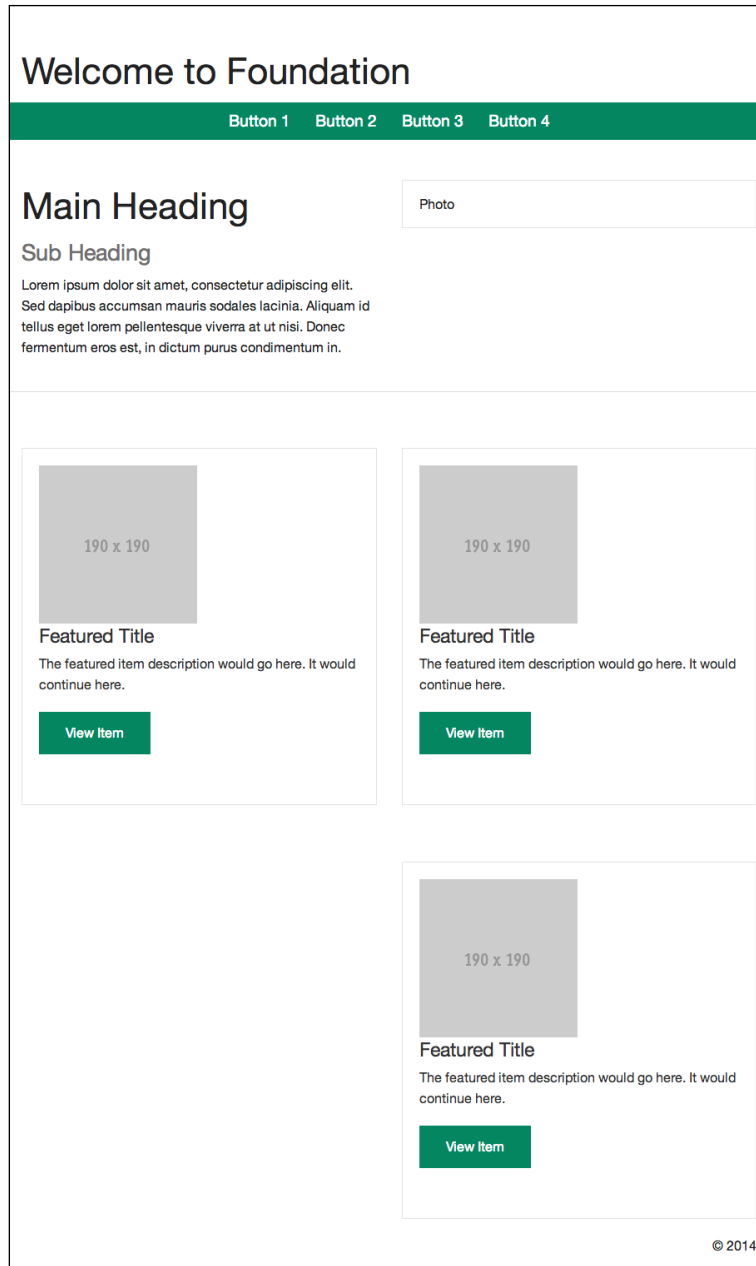 Welcome to Foundation
Button 1 Button 2 Button 3 Button 4
Main Heading
Sub Heading
Lorem ipsum dolor sit amet, consectetur adipiscing elit.
Sed dapibus accumsan mauris sodales lacinia. Aliquam id
tellus eget lorem pellentesque viverra at ut nisi. Donec
fermentum eros est, in dictum purus condimentum in.
Photo
190 x 190
Featured Title
The featured item description would go here. It would
continue here.
View Item
190 x 190
Featured Title
The featured item description would go here. It would
continue here.
View Item
190 x 190
Featured Title
The featured item description would go here. It would
continue here.
View Item
© 2014